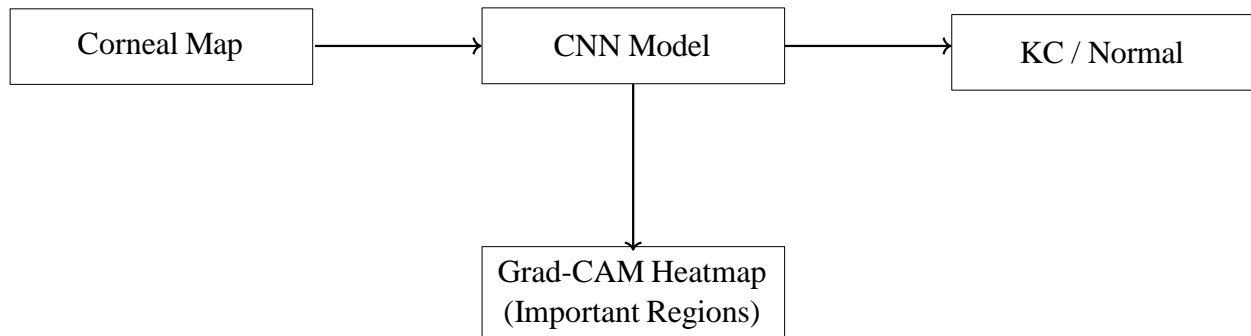 Corneal Map
CNN Model
KC / Normal
Grad-CAM Heatmap
(Important Regions)